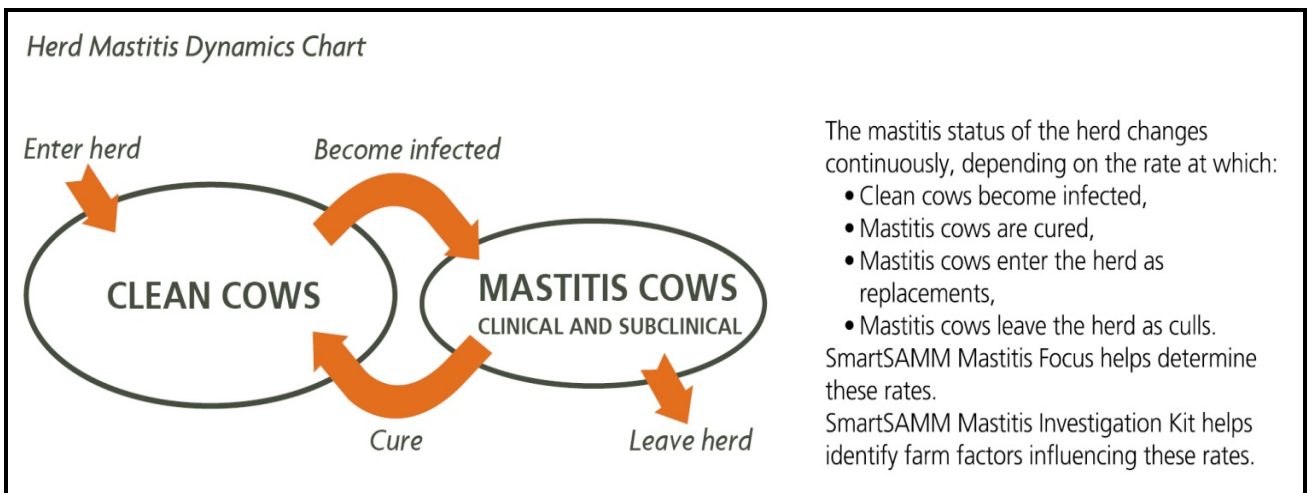 Herd Mastitis Dynamics Chart
Enter herd
Become infected
CLEAN COWS
MASTITIS COWS
CLINICAL AND SUBCLINICAL
Cure
Leave herd
The mastitis status of the herd changes
continuously, depending on the rate at which:
• Clean cows become infected,
• Mastitis cows are cured,
• Mastitis cows enter the herd as
replacements,
• Mastitis cows leave the herd as culls.
SmartSAMM Mastitis Focus helps determine
these rates.
SmartSAMM Mastitis Investigation Kit helps
identify farm factors influencing these rates.